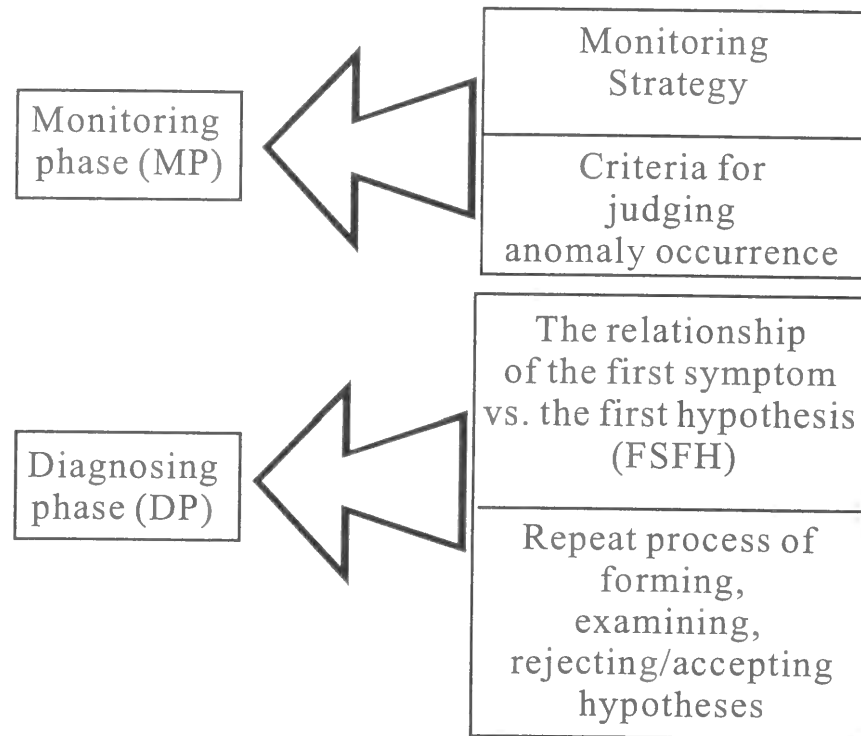 Monitoring
phase (MP)
Monitoring
Strategy
Criteria for
judging
anomaly occurrence
Diagnosing
phase (DP)
The relationship
of the first symptom
vs. the first hypothesis
(FSFH)
Repeat process of
forming,
examining,
rejecting/accepting
hypotheses